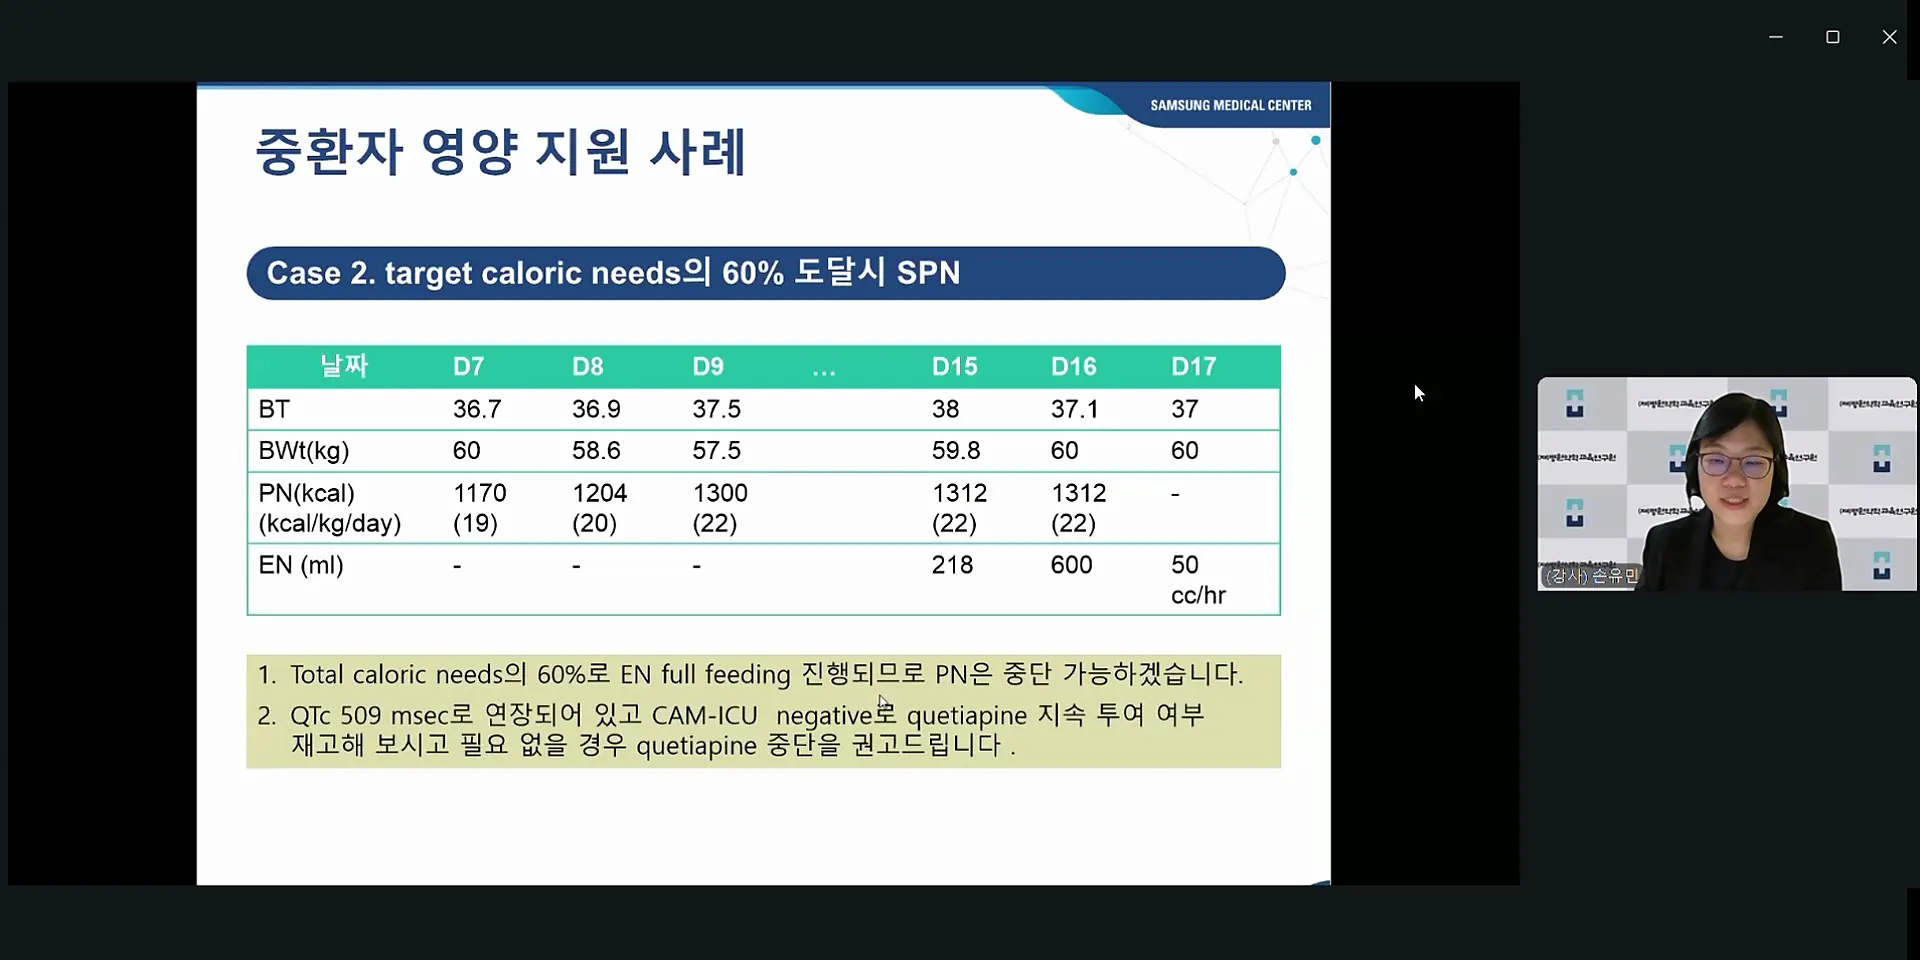 SAMSUNG MEDICAL CENTER
중환자 영양 지원 사례
Case 2. target caloric needs의 60% 도달시 SPN
날짜 D7 D8 D9 ... D15 D16 D17
BT 36.7 36.9 37.5 38 37.1 37
BWt(kg) 60 58.6 57.5 59.8 60 60
PN(kcal) 1170 1204 1300 1312 1312 -
(kcal/kg/day) (19) (20) (22) (22) (22)
EN (ml) - - - 218 600 50
cc/hr
1. Total caloric needs의 60%로 EN full feeding 진행되므로 PN은 중단 가능하겠습니다.
2. QTc 509 msec로 연장되어 있고 CAM-ICU negative로 quetiapine 지속 투여 여부
재고해 보시고 필요 없을 경우 quetiapine 중단을 권고드립니다 .
(강사) 손유민